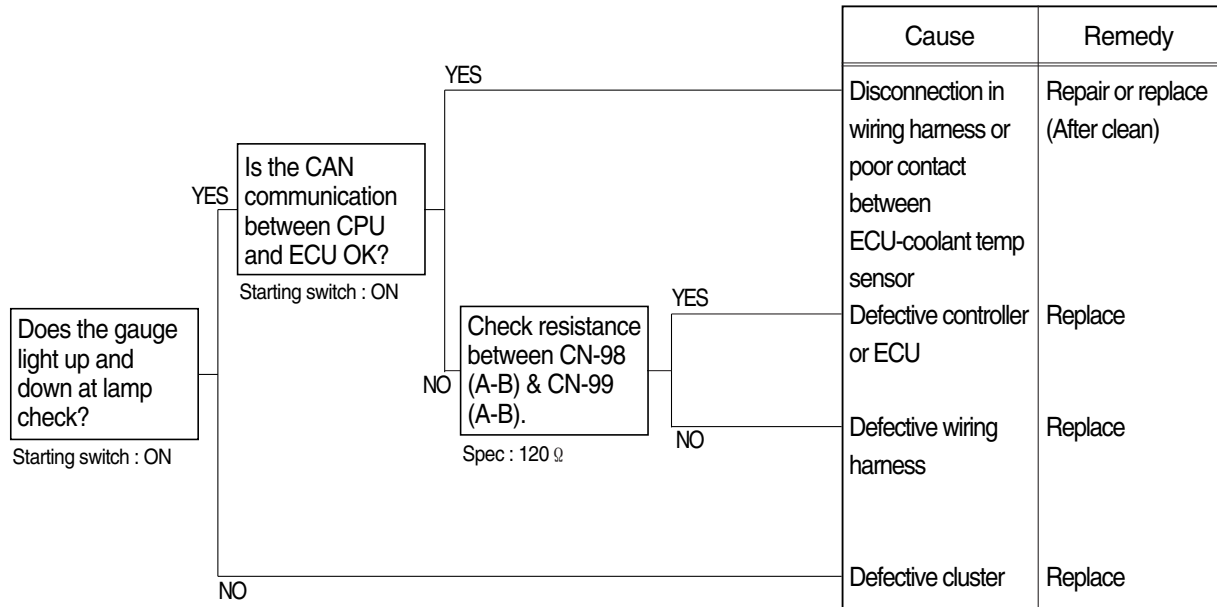 Cause
Remedy
YES
Disconnection in
wiring harness or
poor contact
between
ECU-coolant temp
sensor
Repair or replace
(After clean)
YES
Is the CAN
communication
between CPU
and ECU OK?
Starting switch : ON
Does the gauge
light up and
down at lamp
check?
Starting switch : ON
NO
Check resistance
between CN-98
(A-B) & CN-99
(A-B).
Spec : 120 Ω
YES
Defective controller
or ECU
Replace
NO
Defective wiring
harness
Replace
NO
Defective cluster
Replace